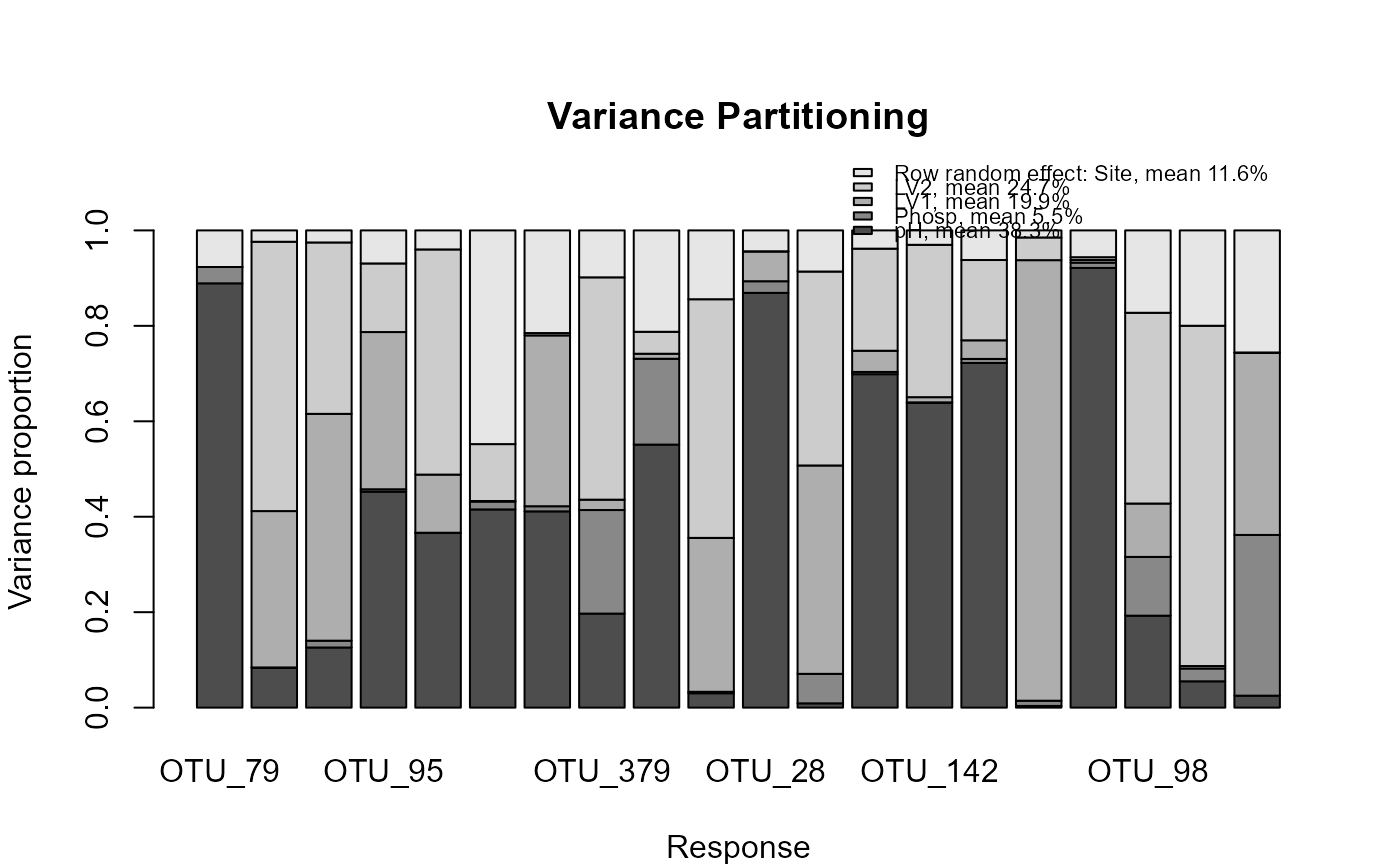 Variance Partitioning
Row random effect: Site, mean 11.6%
LV2, mean 24.7%
LV1, mean 19.9%
Phosp, mean 5.5%
pH, mean 38.3%
Variance proportion
1.0
0.8
0.6
0.4
0.2
0.0
OTU_79 OTU_95 OTU_379 OTU_28 OTU_142 OTU_98
Response